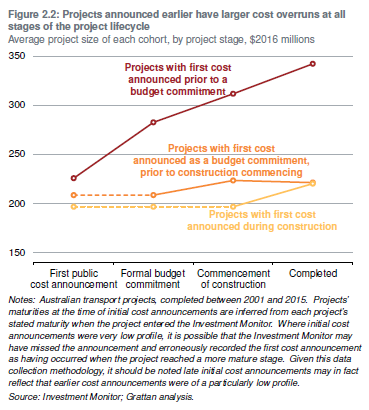 Figure 2.2: Projects announced earlier have larger cost overruns at all
stages of the project lifecycle
Average project size of each cohort, by project stage, $2016 millions
350
300
250
200
150
Projects with first cost
announced prior to a
budget commitment
Projects with first cost
announced as a budget commitment,
prior to construction commencing
Projects with first cost
announced during construction
First public
cost announcement
Formal budget
commitment
Commencement
of construction
Completed
Notes: Australian transport projects, completed between 2001 and 2015. Projects'
maturities at the time of initial cost announcements are inferred from each project's
stated maturity when the project entered the Investment Monitor. Where initial cost
announcements were very low profile, it is possible that the Investment Monitor may
have missed the announcement and erroneously recorded the first cost announcement
as having occurred when the project reached a more mature stage. Given this data
collection methodology, it should be noted late initial announcements may in fact
reflect that earlier cost announcements were of a particularly low profile.
Source: Investment Monitor; Grattan analysis.